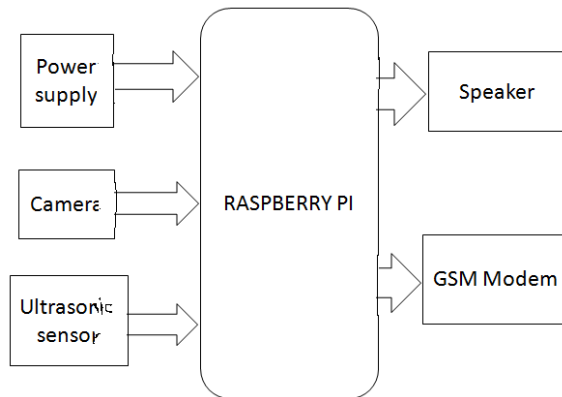 Power
supply
Camera
Ultrasonic
sensor
RASPBERRY PI
Speaker
GSM Modem